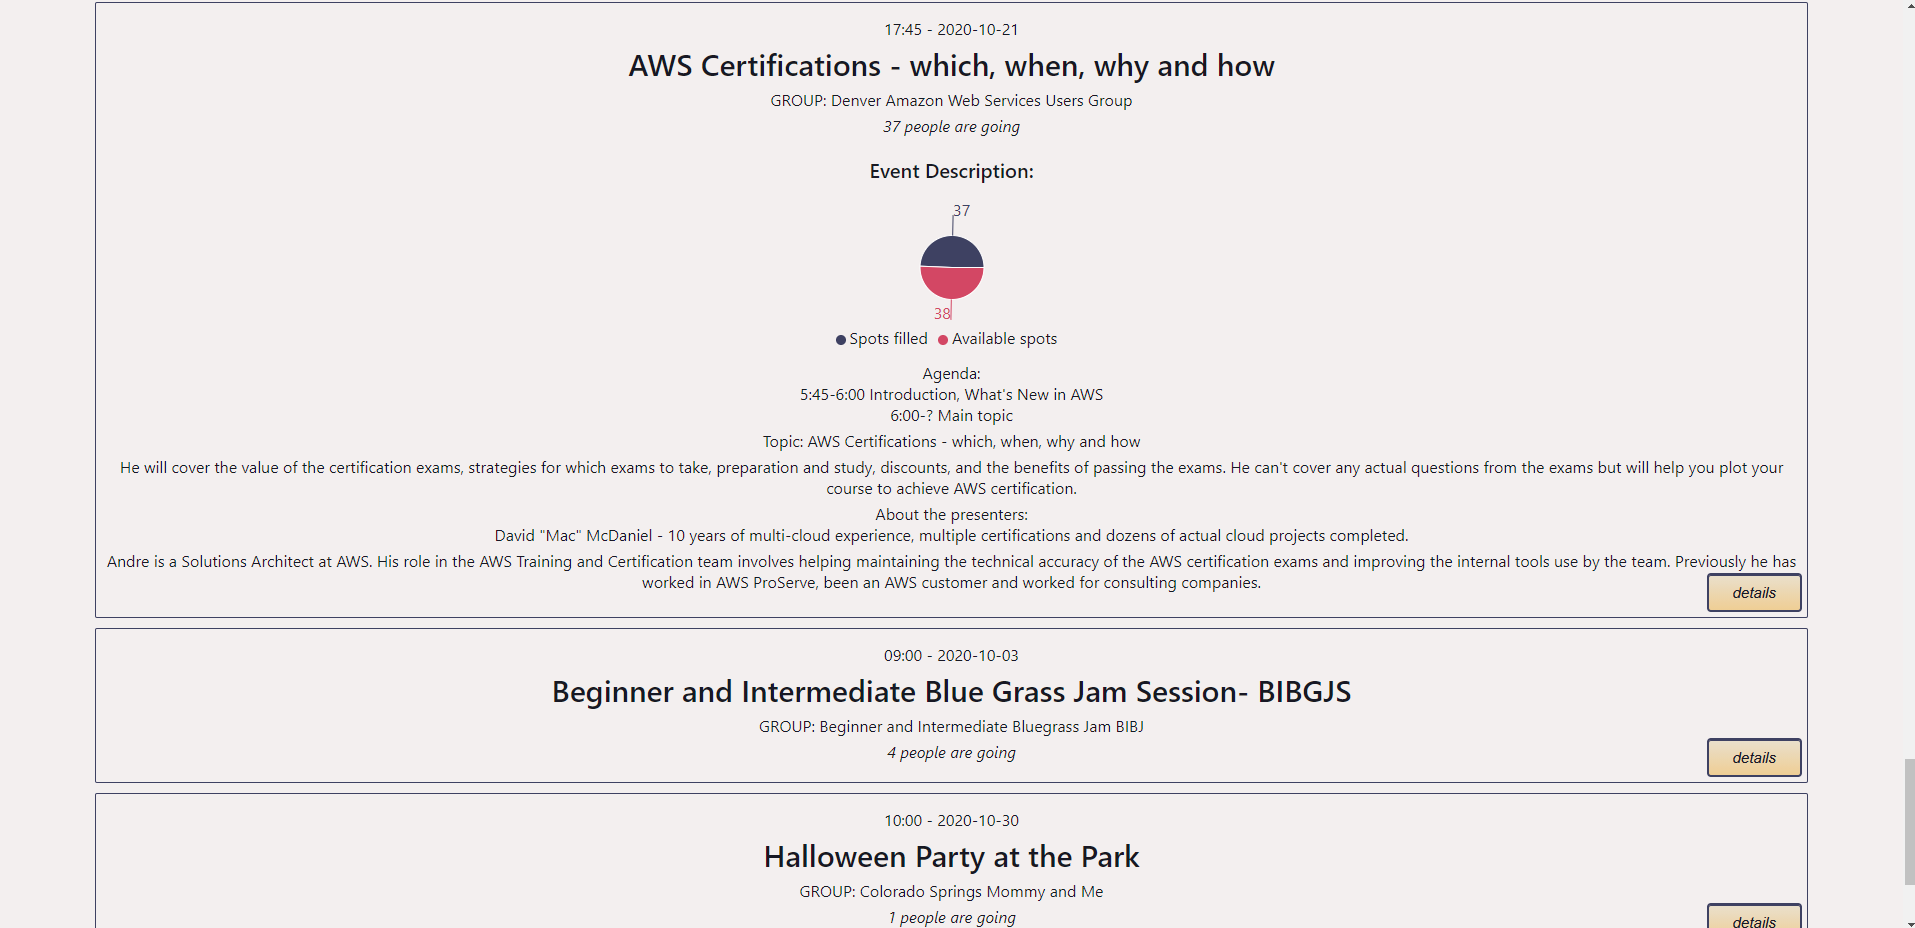 17:45 - 2020-10-21
AWS Certifications - which, when, why and how
GROUP: Denver Amazon Web Services Users Group
37 people are going
Event Description:
37
38
Spots filled Available spots
Agenda:
5:45-6:00 Introduction, What's New in AWS
6:00-? Main topic
Topic: AWS Certifications - which, when, why and how
He will cover the value of the certification exams, strategies for which exams to take, preparation and study, discounts, and the benefits of passing the exams. He can't cover any actual questions from the exams but will help you plot your
course to achieve AWS certification.
About the presenters:
David "Mac" McDaniel - 10 years of multi-cloud experience, multiple certifications and dozens of actual cloud projects completed.
Andre is a Solutions Architect at AWS. His role in the AWS Training and Certification team involves helping maintaining the technical accuracy of the AWS certification exams and improving the internal tools use by the team. Previously he has
worked in AWS ProServe, been an AWS customer and worked for consulting companies.
details
09:00 - 2020-10-03
Beginner and Intermediate Blue Grass Jam Session- BIBGJS
GROUP: Beginner and Intermediate Bluegrass Jam BIBJ
4 people are going
details
10:00 - 2020-10-30
Halloween Party at the Park
GROUP: Colorado Springs Mommy and Me
1 people are going
details